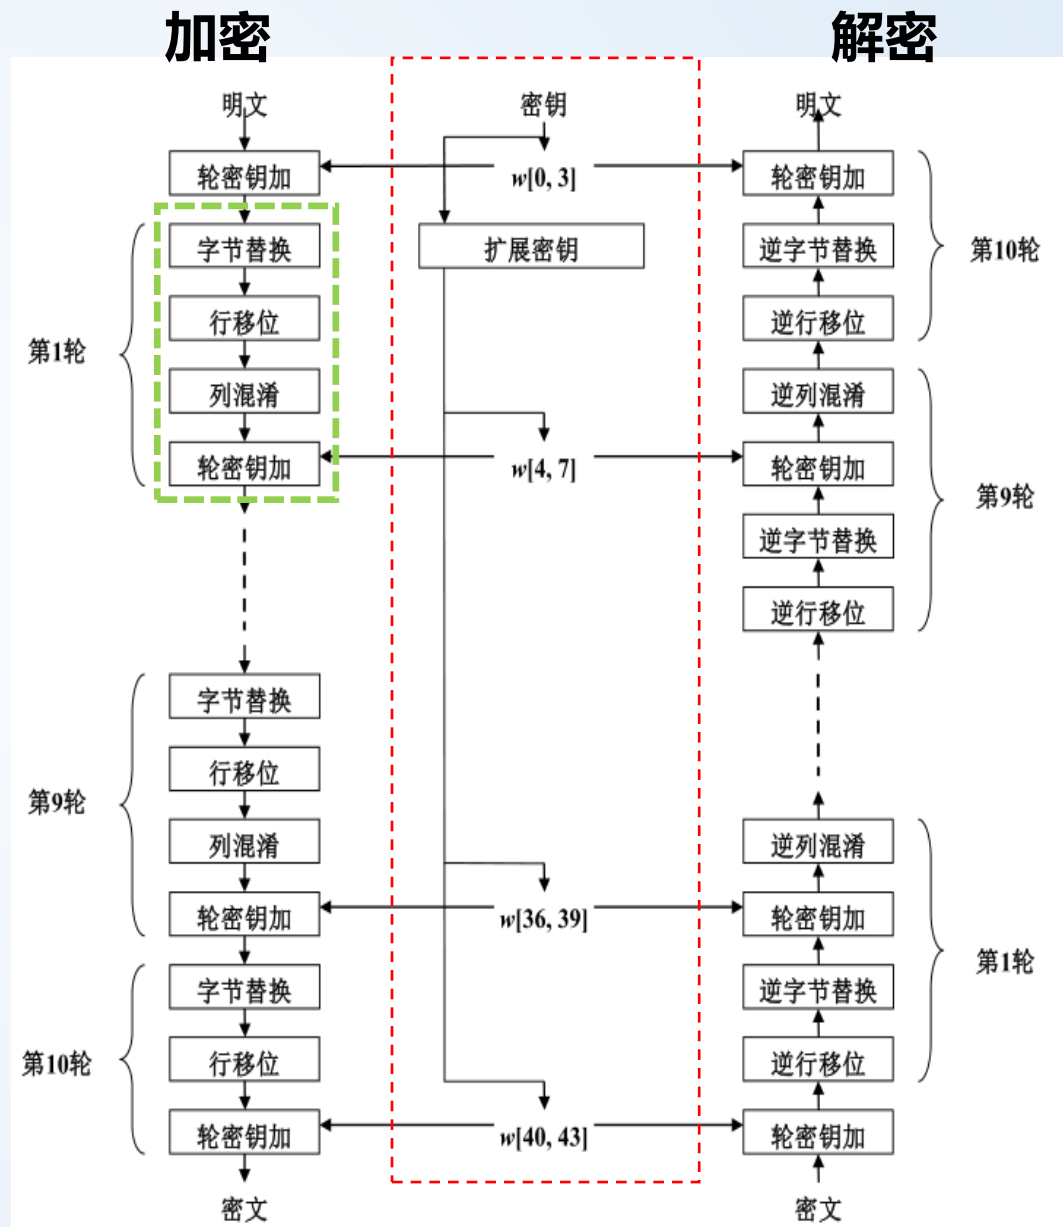 加密
解密
明文
轮密钥加
第1轮
字节替换
行移位
列混淆
轮密钥加
第9轮
字节替换
行移位
列混淆
轮密钥加
第10轮
字节替换
行移位
轮密钥加
密文
密钥
w[0, 3]
扩展密钥
w[4, 7]
w[36, 39]
w[40, 43]
明文
轮密钥加
逆字节替换
逆行移位
第10轮
逆列混淆
轮密钥加
逆字节替换
逆行移位
第9轮
逆列混淆
轮密钥加
逆字节替换
逆行移位
第1轮
轮密钥加
密文